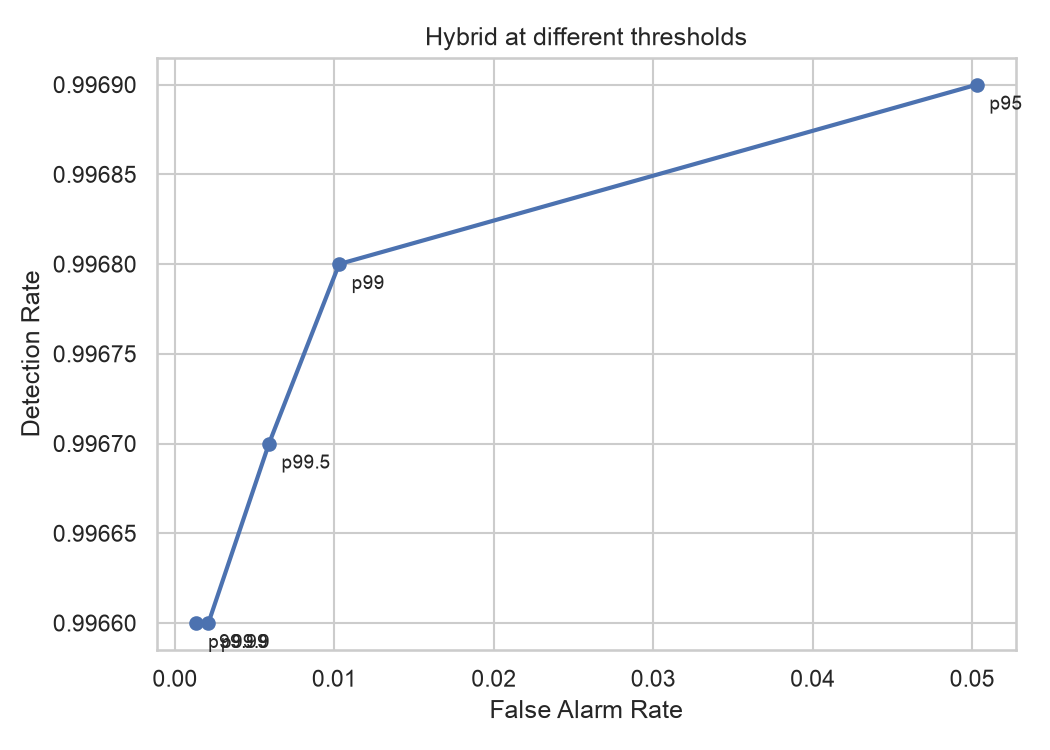 Hybrid at different thresholds
0.99690
p95
0.99685
0.99680
p99
0.99675
Detection Rate
0.99670
p99.5
0.99665
0.99660
0.00
0.01
0.02
0.03
0.04
0.05
False Alarm Rate